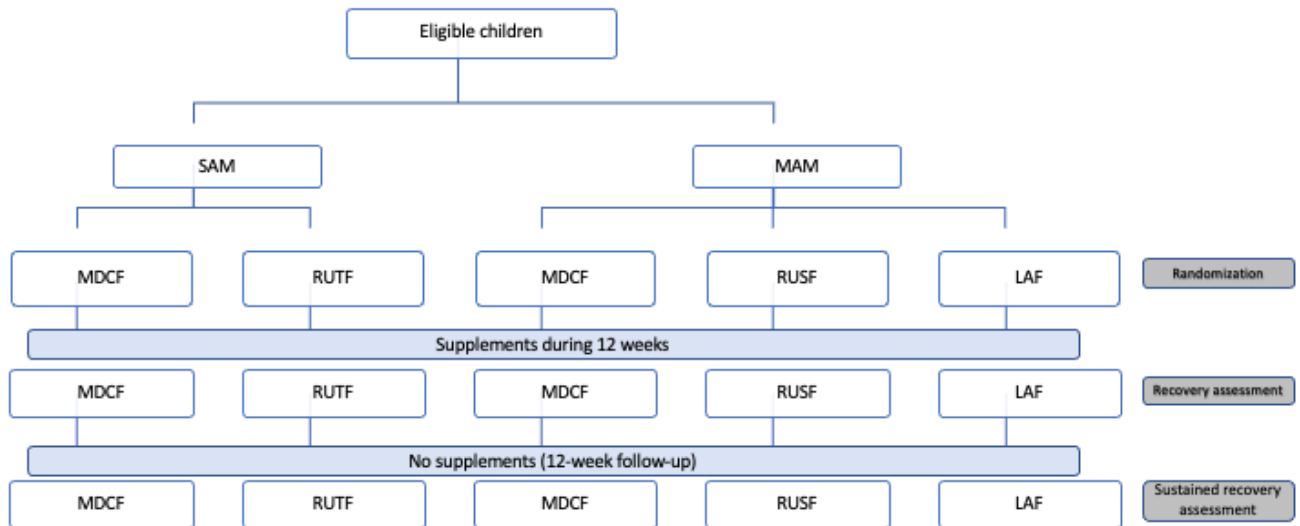 Eligible children
SAM
MAM
MDCF
RUTF
MDCF
RUSF
LAF
Randomization
Supplements during 12 weeks
MDCF
RUTF
MDCF
RUSF
LAF
Recovery assessment
No supplements (12-week follow-up)
MDCF
RUTF
MDCF
RUSF
LAF
Sustained recovery
assessment